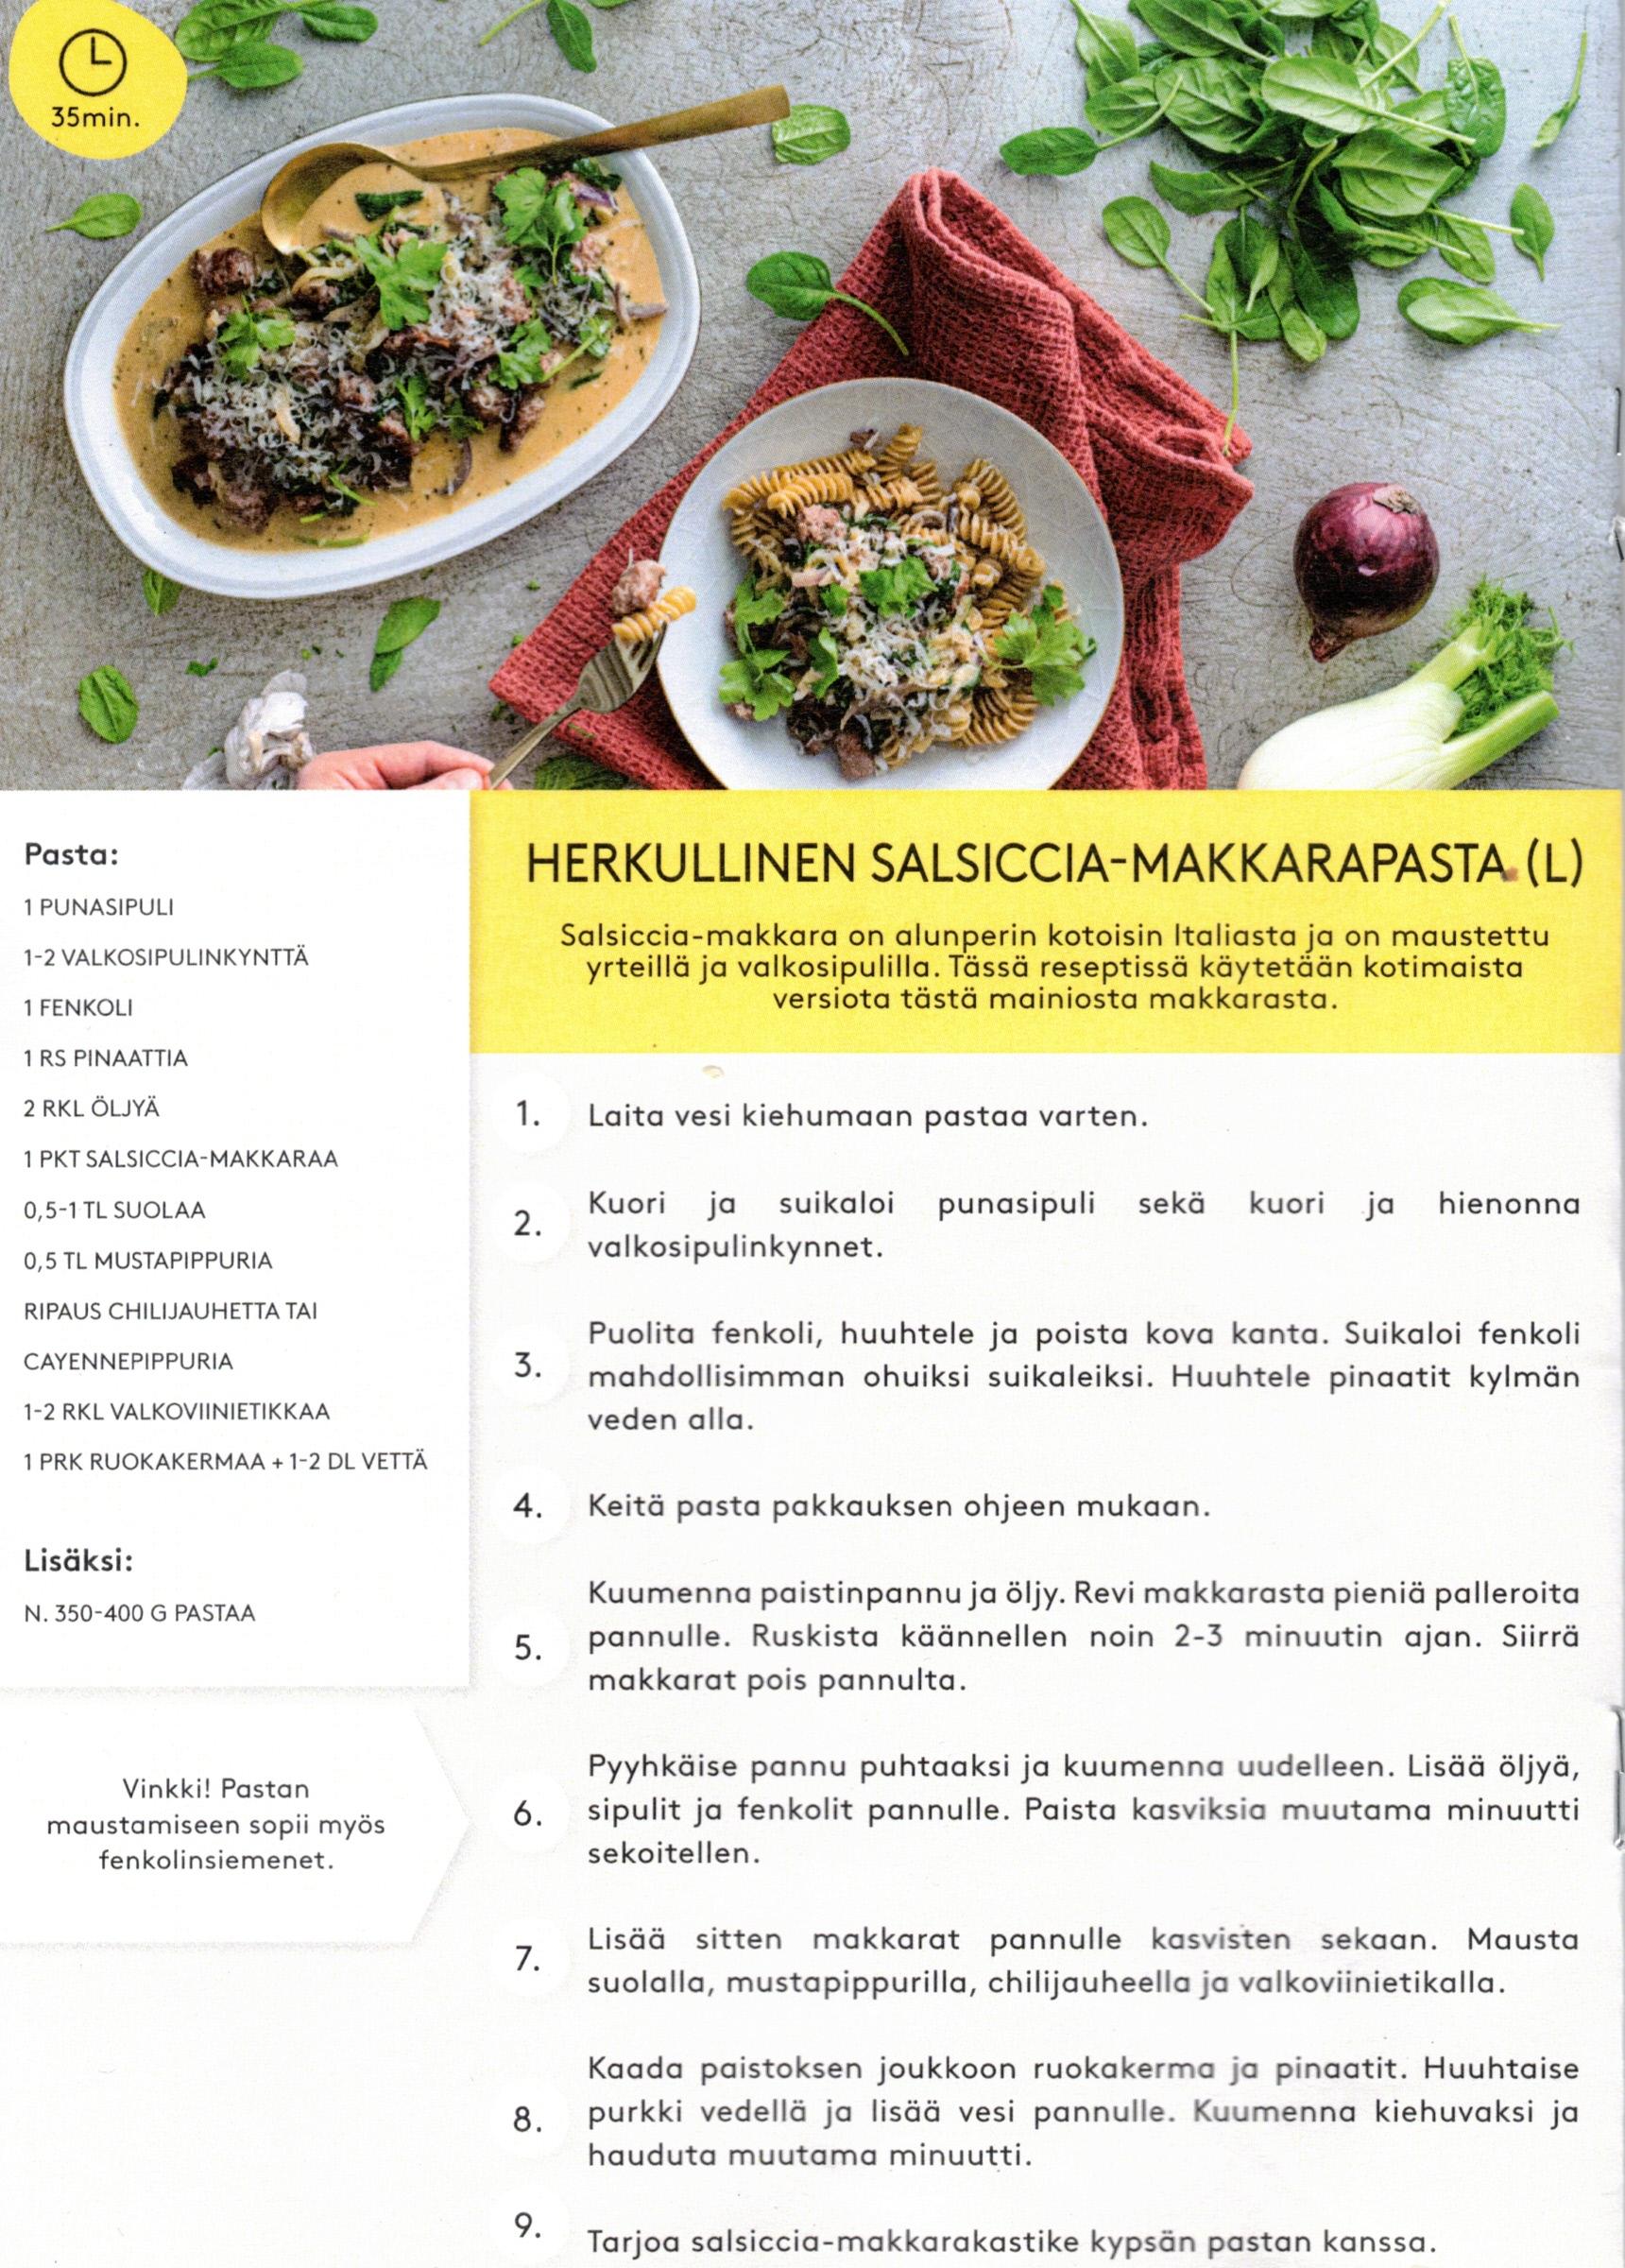 35min.
Pasta:
1 PUNASIPULI
1-2 VALKOSIPULINKYNTTÄ
1 FENKOLI
1 RS PINAATTIA
2 RKL ÖLJYÄ
1 PKT SALSICCIA-MAKKARAA
0,5-1 TL SUOLAA
0,5 TL MUSTAPIPPURIA
RIPAUS CHILIJAUHETTA TAI
CAYENNEPIPPURIA
1-2 RKL VALKOVIINIETIKKAA
1 PRK RUOKAKERMAA + 1-2 DL VETTÄ
Lisäksi:
N. 350-400 G PASTAA
Vinkki! Pastan
maustamiseen sopii myös
fenkolinsiemenet.
HERKULLINEN SALSICCIA-MAKKARAPASTA (L)
Salsiccia-makkara on alunperin kotoisin Italiasta ja on maustettu
yrteillä ja valkosipulilla. Tässä reseptissä käytetään kotimaista
versiota tästä mainiosta makkarasta.
1. Laita vesi kiehumaan pastaa varten.
2. Kuori ja suikaloi punasipuli sekä kuori ja hienonna
valkosipulinkynnet.
3. Puolita fenkoli, huuhtele ja poista kova kanta. Suikaloi fenkoli
mahdollisimman ohuiksi suikaleiksi. Huuhtele pinaatit kylmän
veden alla.
4. Keitä pasta pakkauksen ohjeen mukaan.
5. Kuumenna paistinpannu ja öljy. Revi makkarasta pieniä palleroita
pannulle. Ruskista käännellen noin 2-3 minuutin ajan. Siirrä
makkarat pois pannulta.
6. Pyyhkäise pannu puhtaaksi ja kuumenna uudelleen. Lisää öljyä,
sipulit ja fenkolit pannulle. Paista kasviksia muutama minuutti
sekoitellen.
7. Lisää sitten makkarat pannulle kasvisten sekaan. Mausta
suolalla, mustapippurilla, chilijauheella ja valkoviinietikalla.
8. Kaada paistoksen joukkoon ruokakerma ja pinaatit. Huuhtaise
purkki vedellä ja lisää vesi pannulle. Kuumenna kiehuvaksi ja
hauduta muutama minuutti.
9. Tarjoa salsiccia-makkarakastike kypsän pastan kanssa.